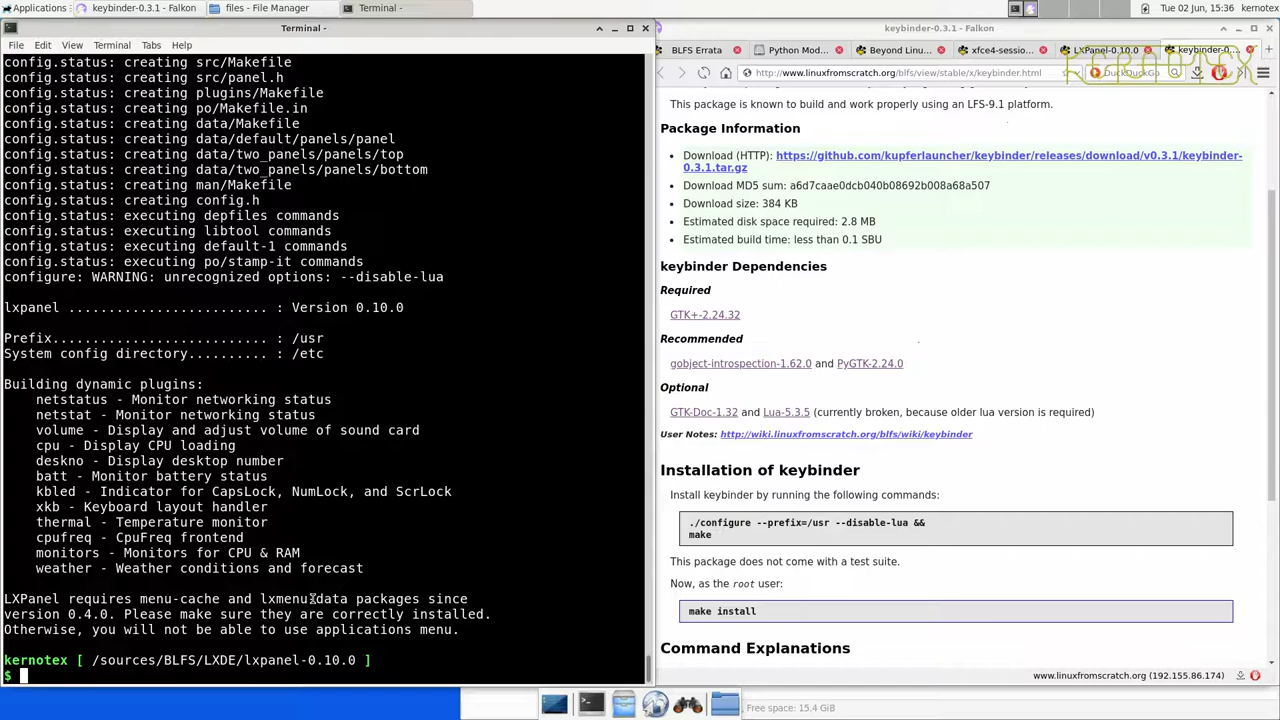 Applications
keybinder-0.3.1 - Falkon
files - File Manager
Terminal -
Tue 02 Jun, 15:36
kernotex
Terminal -
File Edit View Terminal Tabs Help
config.status: creating src/Makefile
config.status: creating src/panel.h
config.status: creating plugins/Makefile
config.status: creating po/Makefile.in
config.status: creating data/Makefile
config.status: creating data/default/panels/panel
config.status: creating data/two_panels/panels/top
config.status: creating data/two_panels/panels/bottom
config.status: creating man/Makefile
config.status: creating config.h
config.status: executing depfiles commands
config.status: executing libtool commands
config.status: executing default-1 commands
config.status: executing po/stamp-it commands
configure: WARNING: unrecognized options: --disable-lua
lxpanel ......................... : Version 0.10.0
Prefix........................... : /usr
System config directory.......... : /etc
Building dynamic plugins:
netstatus - Monitor networking status
netstat - Monitor networking status
volume - Display and adjust volume of sound card
cpu - Display CPU loading
deskno - Display desktop number
batt - Monitor battery status
kbled - Indicator for CapsLock, NumLock, and ScrLock
xkb - Keyboard layout handler
thermal - Temperature monitor
cpufreq - CpuFreq frontend
monitors - Monitors for CPU & RAM
weather - Weather conditions and forecast
LXPanel requires menu-cache and lxmenu-data packages since
version 0.4.0. Please make sure they are correctly installed.
Otherwise, you will not be able to use applications menu.
kernotex [ /sources/BLFS/LXDE/lxpanel-0.10.0 ]
$
keybinder-0.3.1 - Falkon
BLFS Errata
Python Mod...
Beyond Linu...
xfce4-sessio...
LXPanel-0.10.0
keybinder-0...
http://www.linuxfromscratch.org/blfs/view/stable/x/keybinder.html
DuckDuckGo
This package is known to build and work properly using an LFS-9.1 platform.
Package Information
Download (HTTP): https://github.com/kupferlauncher/keybinder/releases/download/v0.3.1/keybinder-
0.3.1.tar.gz
Download MD5 sum: a6d7caae0dcb040b08692b008a68a507
Download size: 384 KB
Estimated disk space required: 2.8 MB
Estimated build time: less than 0.1 SBU
keybinder Dependencies
Required
GTK+-2.24.32
Recommended
gobject-introspection-1.62.0 and PyGTK-2.24.0
Optional
GTK-Doc-1.32 and Lua-5.3.5 (currently broken, because older lua version is required)
User Notes: http://wiki.linuxfromscratch.org/blfs/wiki/keybinder
Installation of keybinder
Install keybinder by running the following commands:
./configure --prefix=/usr --disable-lua &&
make
This package does not come with a test suite.
Now, as the root user:
make install
Command Explanations
www.linuxfromscratch.org (192.155.86.174)
Free space: 15.4 GiB